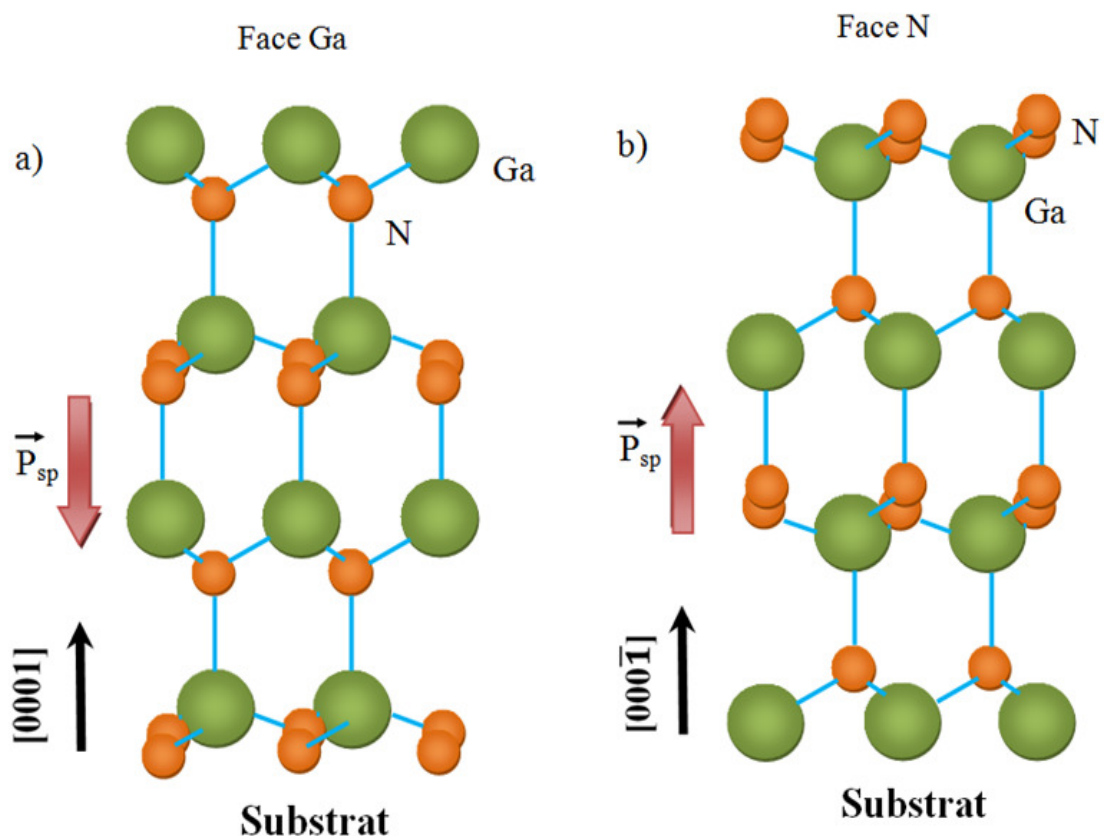 Face Ga
a)
Ga
N
P⃗sp
[0001]
Substrat
Face N
b)
N
Ga
P⃗sp
[0001̄]
Substrat